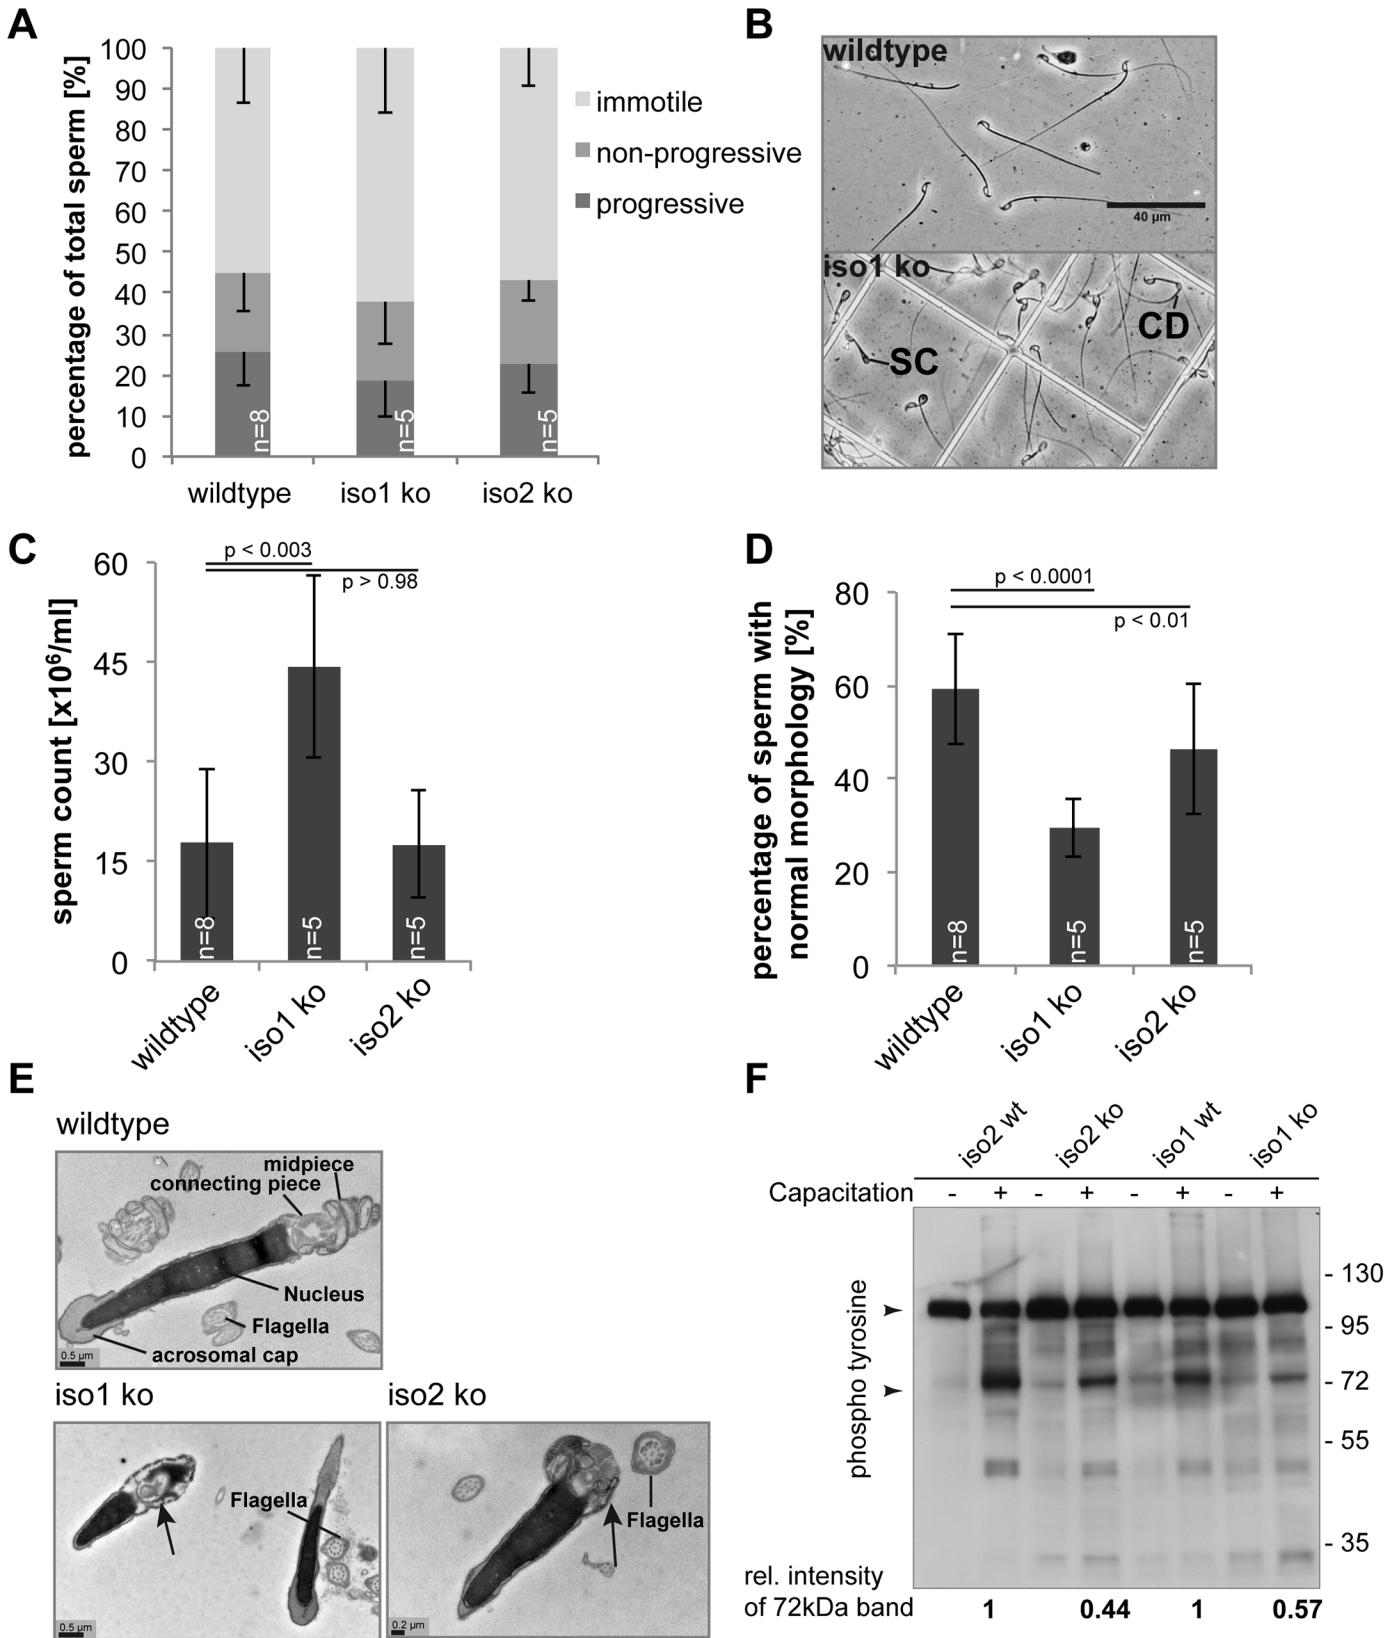 A
percentage of total sperm [%]
100
90
80
70
60
50
40
30
20
10
0
n=8
n=5
n=5
wildtype
iso1 ko
iso2 ko
immotile
non-progressive
progressive
B
wildtype
40 µm
iso1 ko
CD
SC
C
sperm count [x10⁶/ml]
60
45
30
15
0
p < 0.003
p > 0.98
n=8
n=5
n=5
wildtype
iso1 ko
iso2 ko
D
percentage of sperm with
normal morphology [%]
80
60
40
20
0
p < 0.0001
p < 0.01
n=8
n=5
n=5
wildtype
iso1 ko
iso2 ko
E
wildtype
midpiece
connecting piece
Nucleus
Flagella
acrosomal cap
0.5 µm
iso1 ko
Flagella
0.5 µm
iso2 ko
Flagella
0.2 µm
F
iso2 wt
iso2 ko
iso1 wt
iso1 ko
Capacitation - + - + - + - +
phospho tyrosine
- 130
- 95
- 72
- 55
- 35
rel. intensity
of 72kDa band 1 0.44 1 0.57